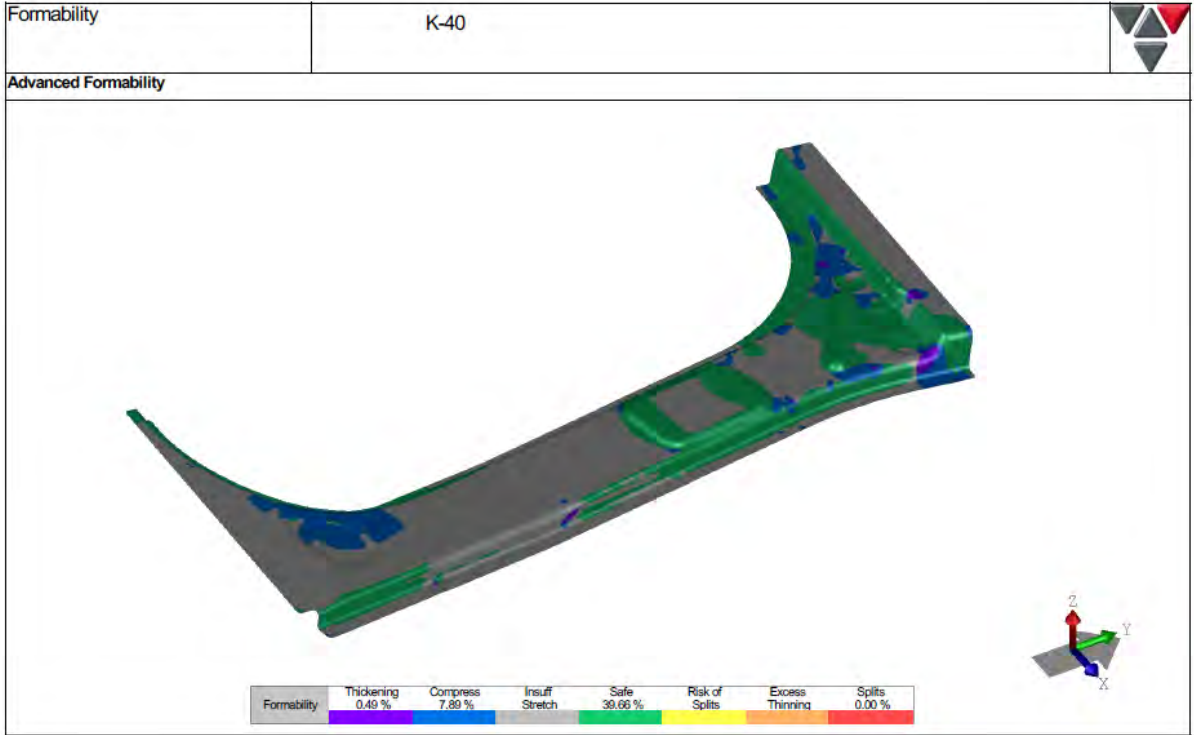 Formability
K-40
Advanced Formability
Z
Y
X
Formability
Thickening
0.49 %
Compress
7.89 %
Insuff
Stretch
Safe
39.66 %
Risk of
Splits
Excess
Thinning
Splits
0.00 %